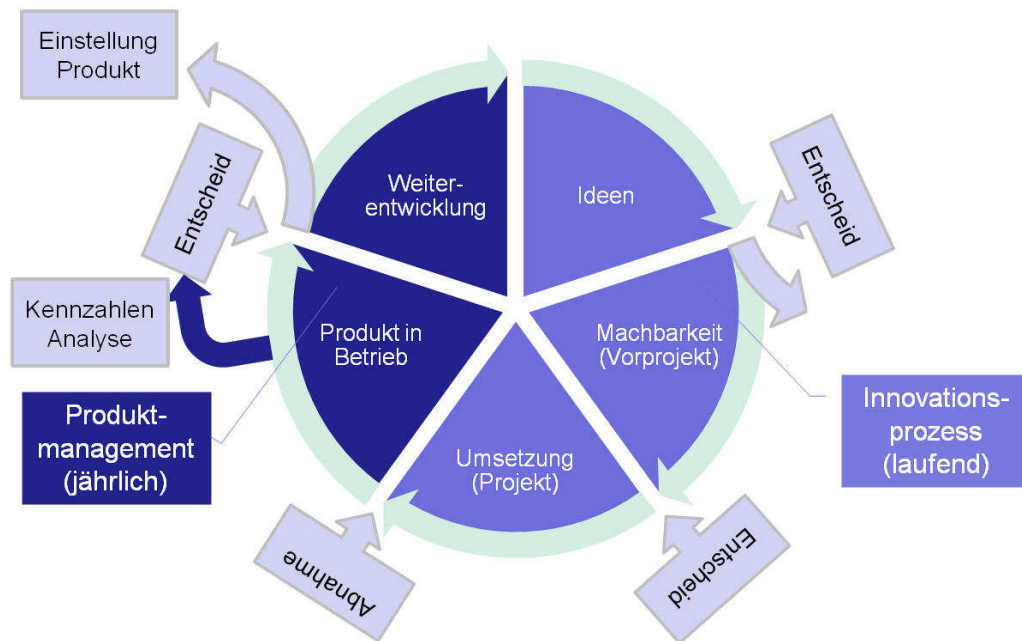 Einstellung
Produkt
Entscheid
Kennzahlen
Analyse
Produkt-
management
(jährlich)
Weiter-
entwicklung
Ideen
Entscheid
Produkt in
Betrieb
Machbarkeit
(Vorprojekt)
Umsetzung
(Projekt)
Innovations-
prozess
(laufend)
Abnahme
Entscheid